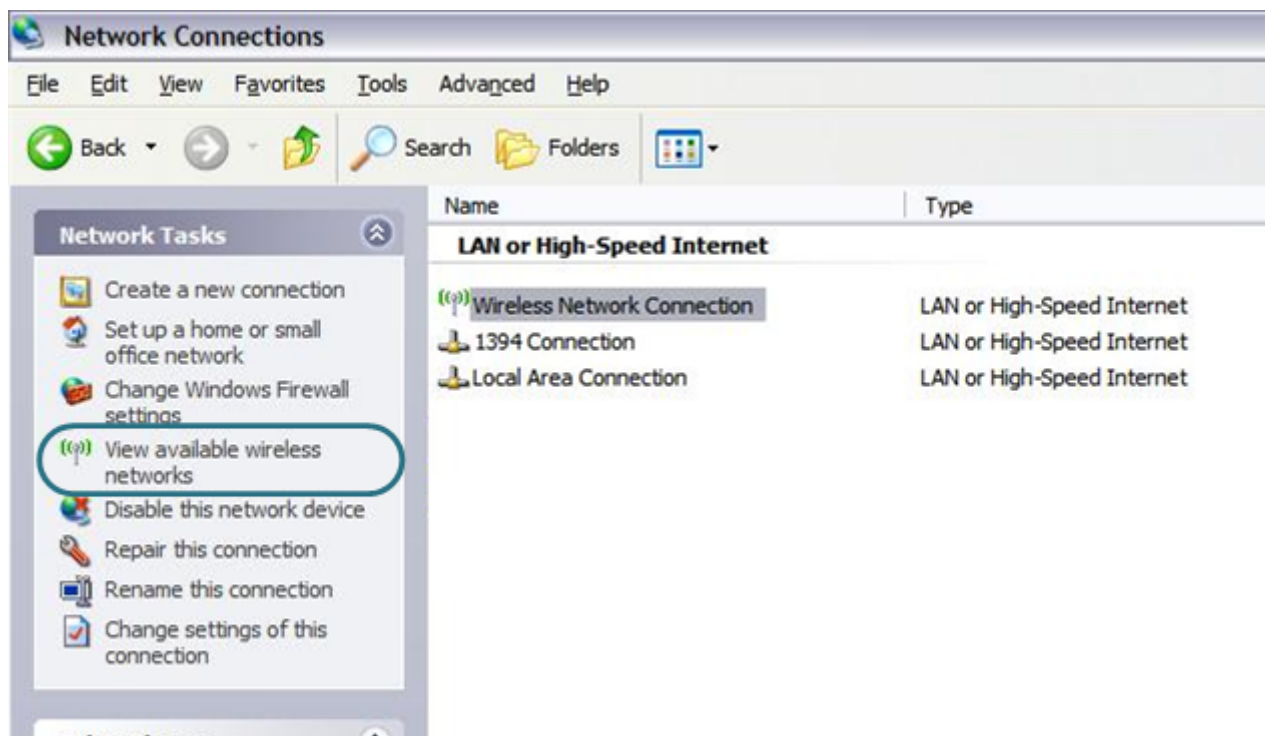 Network Connections
File Edit View Favorites Tools Advanced Help
Back Search Folders
Name Type
Network Tasks
LAN or High-Speed Internet
Create a new connection
Set up a home or small
office network
Change Windows Firewall
settings
View available wireless
networks
Disable this network device
Repair this connection
Rename this connection
Change settings of this
connection
Wireless Network Connection LAN or High-Speed Internet
1394 Connection LAN or High-Speed Internet
Local Area Connection LAN or High-Speed Internet